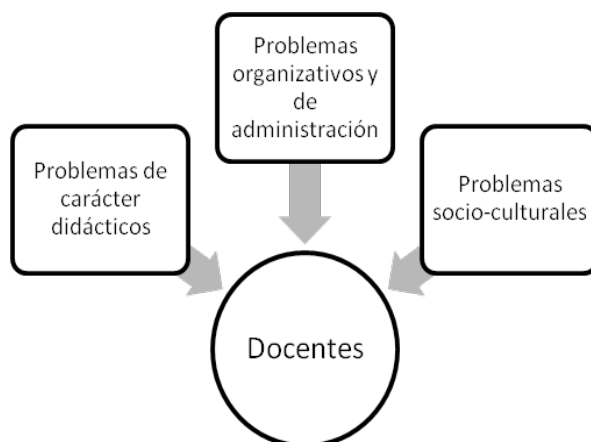 Problemas
organizativos y
de
administración
Problemas de
carácter
didácticos
Problemas
socio-culturales
Docentes